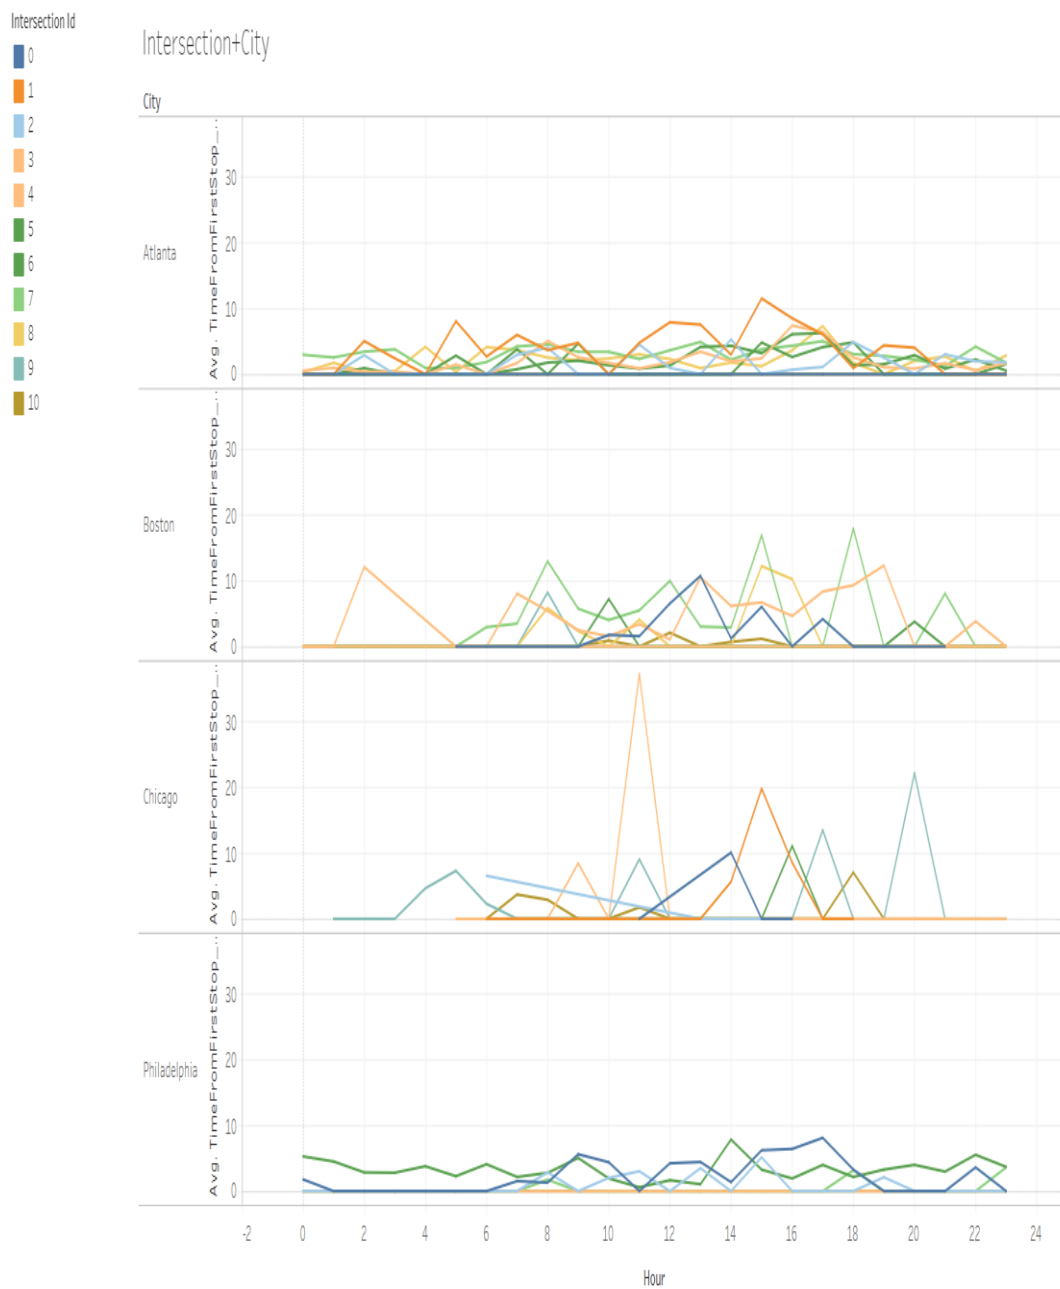 Intersection Id
0
1
2
3
4
5
6
7
8
9
10
Intersection+City
City
Atlanta
Avg. TimeFromFirstStop_..
30
20
10
0
Boston
Avg. TimeFromFirstStop_..
30
20
10
0
Chicago
Avg. TimeFromFirstStop_..
30
20
10
0
Philadelphia
Avg. TimeFromFirstStop_..
30
20
10
0
-2 0 2 4 6 8 10 12 14 16 18 20 22 24
Hour